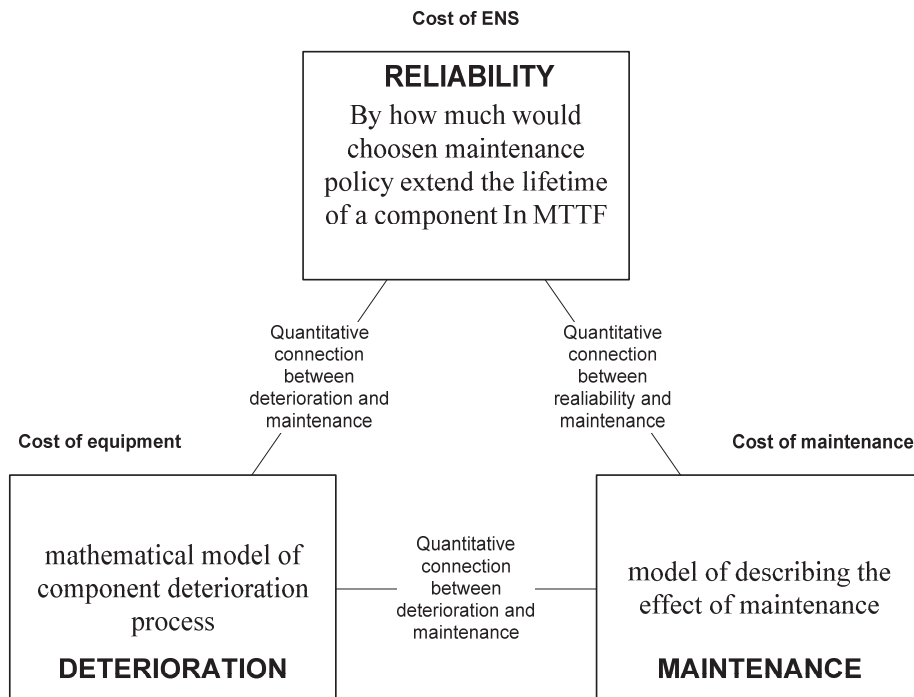 Cost of ENS
RELIABILITY
By how much would
choosen maintenance
policy extend the lifetime
of a component In MTTF
Quantitative
connection
between
deterioration and
maintenance
Quantitative
connection
between
realiability and
maintenance
Cost of equipment
Cost of maintenance
mathematical model of
component deterioration
process
DETERIORATION
Quantitative
connection
between
deterioration and
maintenance
model of describing the
effect of maintenance
MAINTENANCE